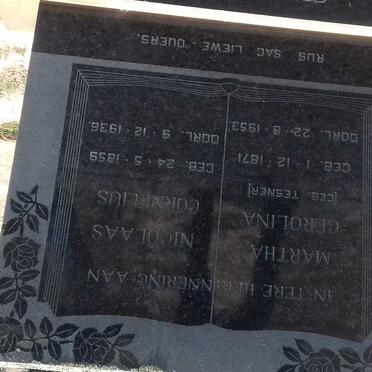 IN TERE HERINNERING AAN
MARTHA
GEROLINA
[GEB. TESNER]
GEB. 1 · 12 · 1871
OORL. 22 · 8 · 1953
NICOLAAS
CORNELIUS
GEB. 24 · 5 · 1859
OORL. 9 · 12 · 1936.
RUS SAG LIEWE OUERS.